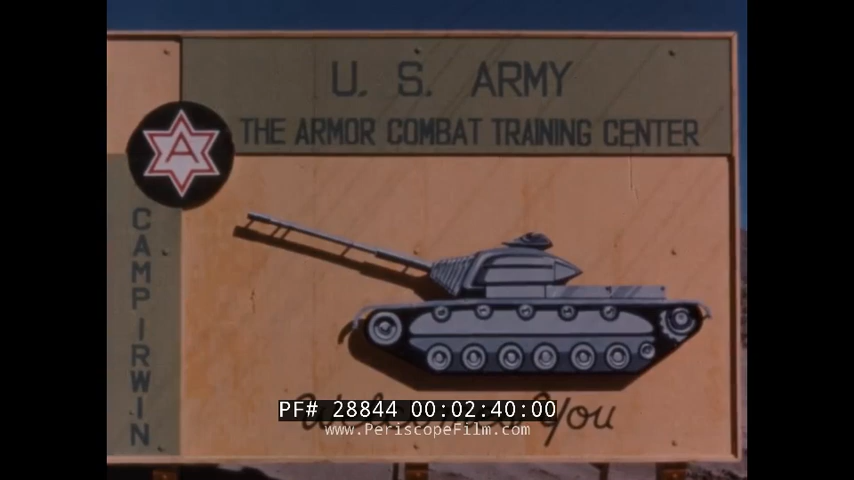 U. S. ARMY
THE ARMOR COMBAT TRAINING CENTER
A
CAMP IRWIN
You
PF# 28844 00:02:40:00
www.PeriscopeFilm.com